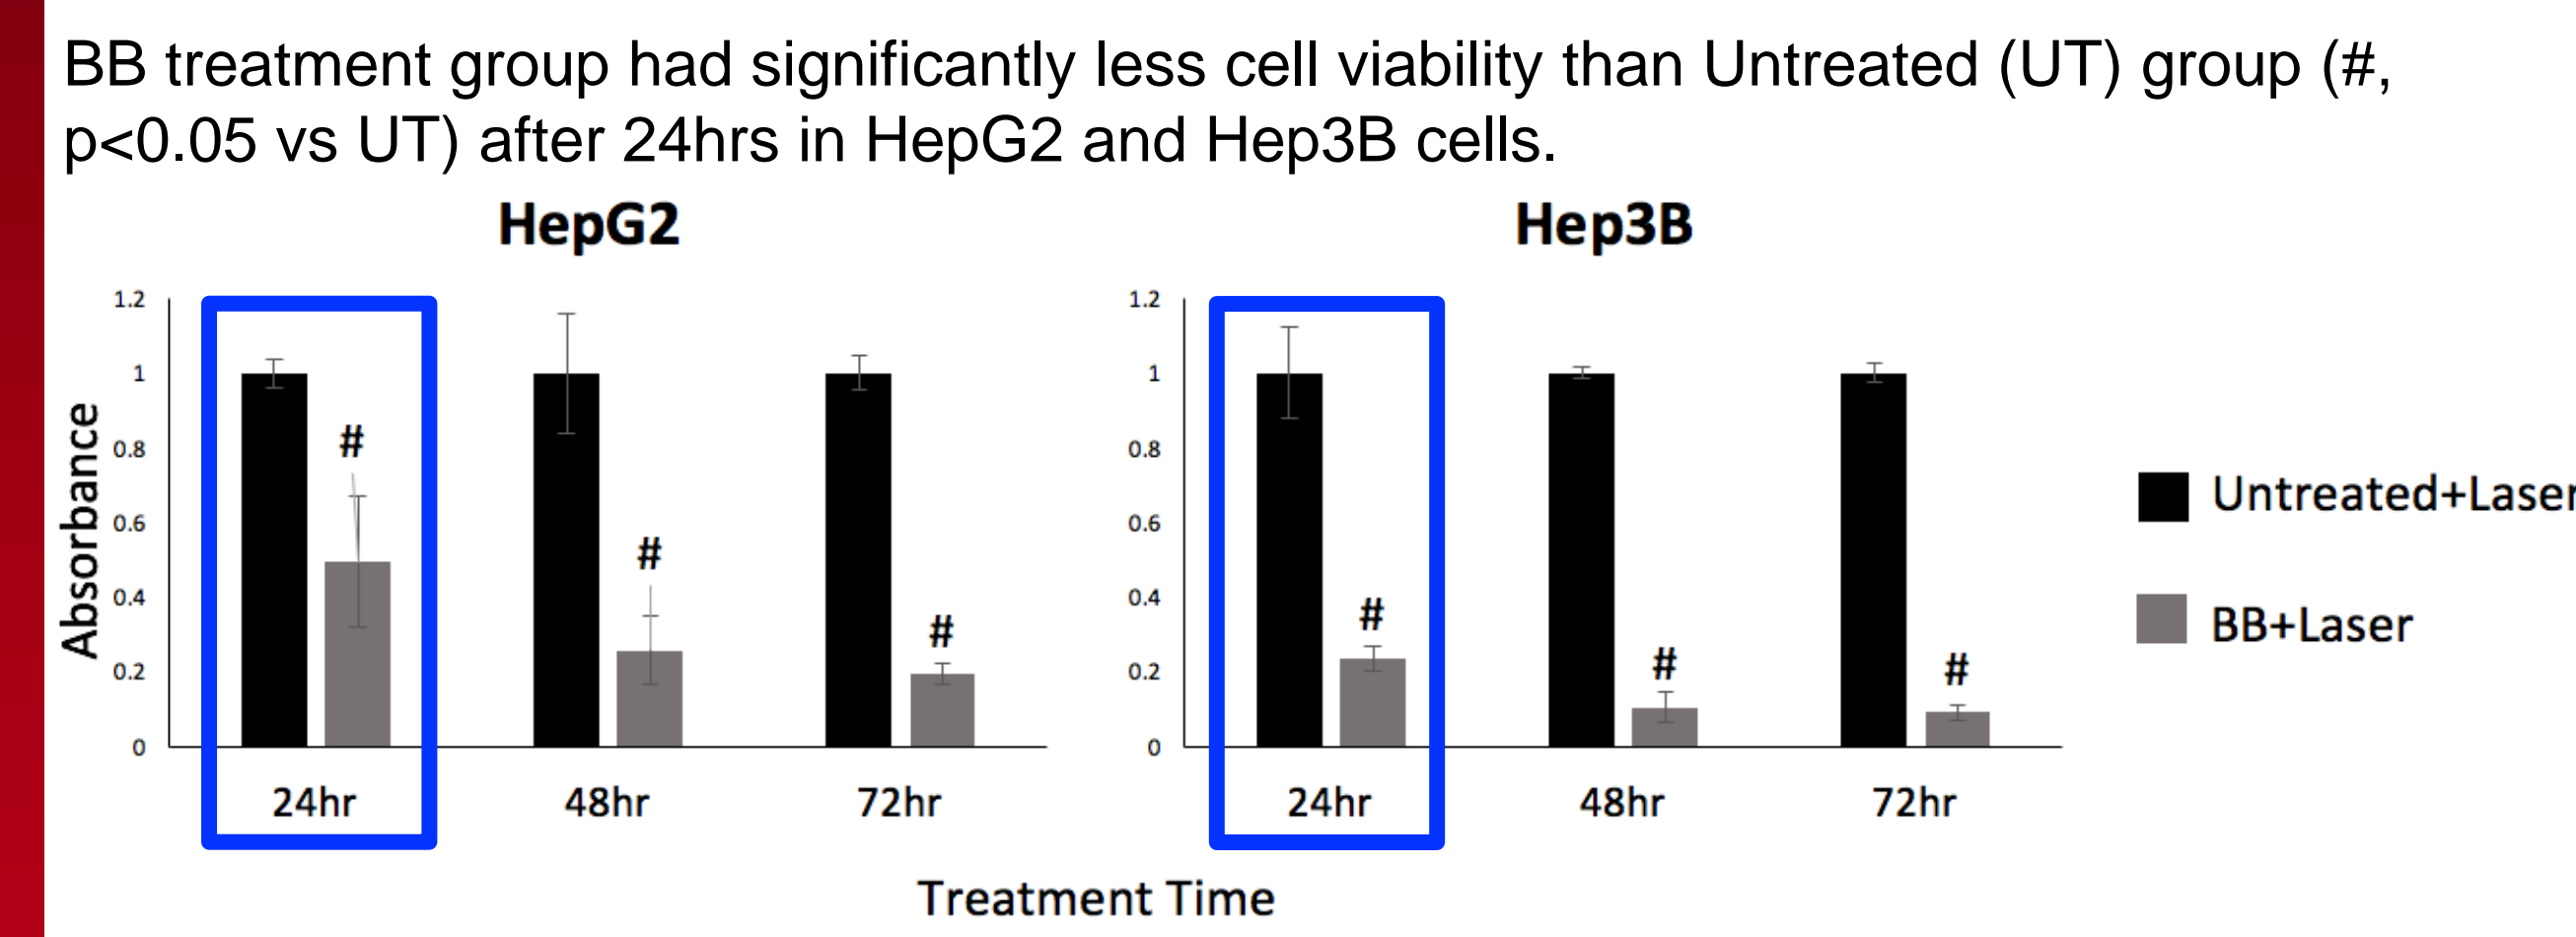 BB treatment group had significantly less cell viability than Untreated (UT) group (#,
p<0.05 vs UT) after 24hrs in HepG2 and Hep3B cells.
HepG2
Absorbance
1.2
1
0.8
0.6
0.4
0.2
0
#
#
#
24hr
48hr
72hr
Hep3B
1.2
1
0.8
0.6
0.4
0.2
0
#
#
#
24hr
48hr
72hr
Treatment Time
Untreated+Laser
BB+Laser